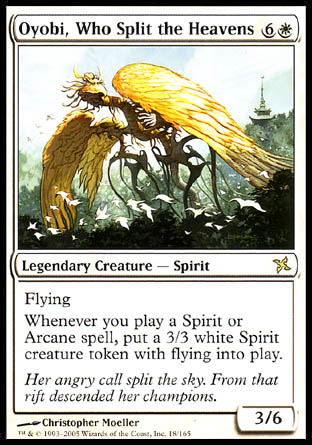 Oyobi, Who Split the Heavens 6
Legendary Creature — Spirit
Flying
Whenever you play a Spirit or
Arcane spell, put a 3/3 white Spirit
creature token with flying into play.
Her angry call split the sky. From that
rift descended her champions.
Christopher Moeller
™ & © 1993–2005 Wizards of the Coast, Inc. 18/165
3/6